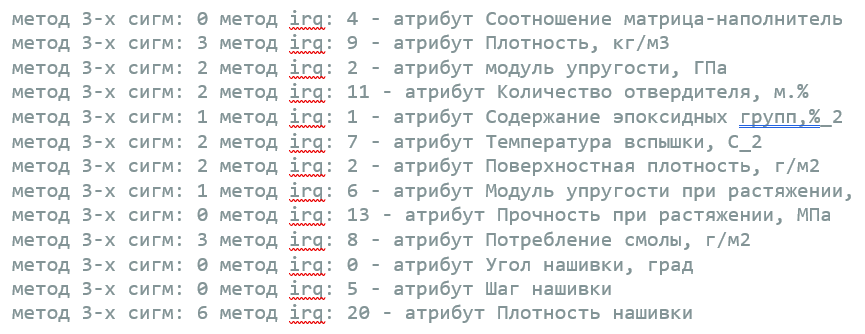 метод 3-х сигм: 0 метод irq: 4 - атрибут Соотношение матрица-наполнитель
метод 3-х сигм: 3 метод irq: 9 - атрибут Плотность, кг/м3
метод 3-х сигм: 2 метод irq: 2 - атрибут модуль упругости, ГПа
метод 3-х сигм: 2 метод irq: 11 - атрибут Количество отвердителя, м.%
метод 3-х сигм: 1 метод irq: 1 - атрибут Содержание эпоксидных групп,%_2
метод 3-х сигм: 2 метод irq: 7 - атрибут Температура вспышки, С_2
метод 3-х сигм: 2 метод irq: 2 - атрибут Поверхностная плотность, г/м2
метод 3-х сигм: 1 метод irq: 6 - атрибут Модуль упругости при растяжении,
метод 3-х сигм: 0 метод irq: 13 - атрибут Прочность при растяжении, МПа
метод 3-х сигм: 3 метод irq: 8 - атрибут Потребление смолы, г/м2
метод 3-х сигм: 0 метод irq: 0 - атрибут Угол нашивки, град
метод 3-х сигм: 0 метод irq: 5 - атрибут Шаг нашивки
метод 3-х сигм: 6 метод irq: 20 - атрибут Плотность нашивки